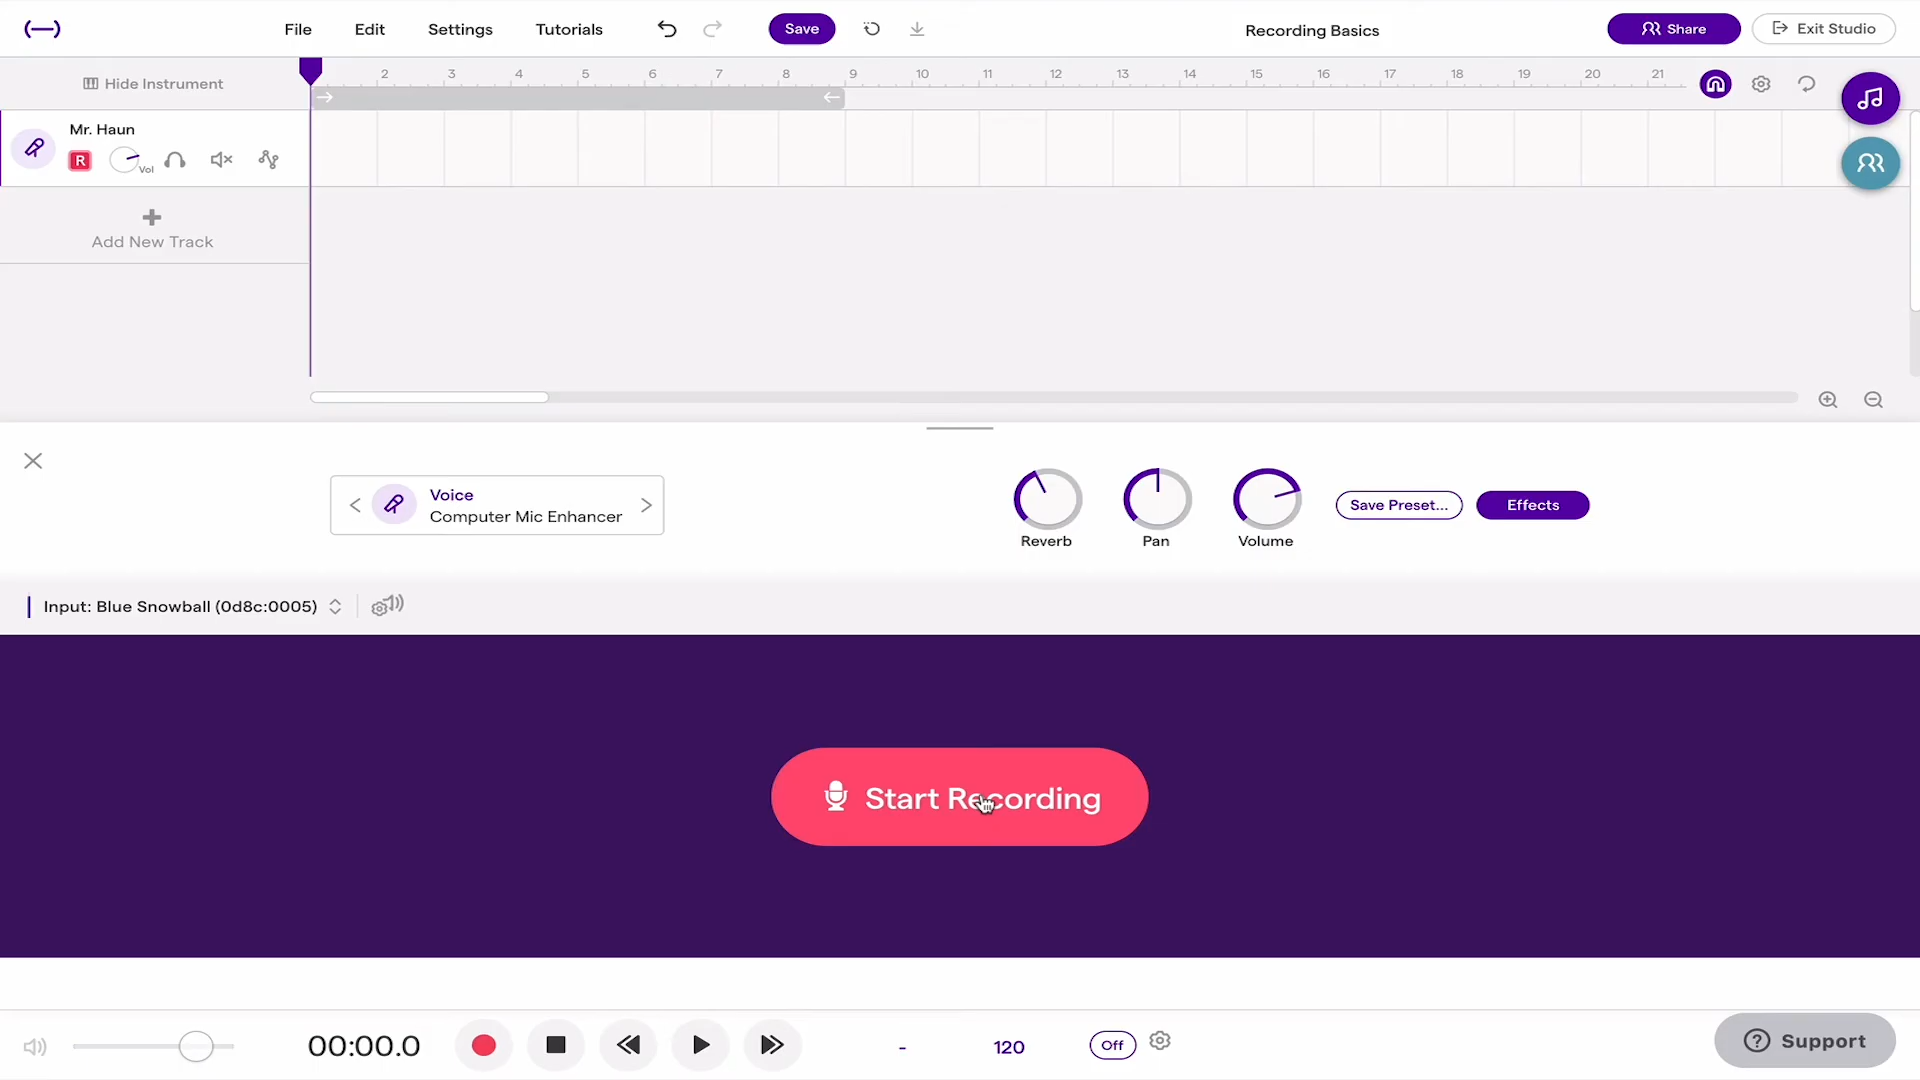 File Edit Settings Tutorials Save Recording Basics Share Exit Studio
Hide Instrument 2 3 4 5 6 7 8 9 10 11 12 13 14 15 16 17 18 19 20 21
Mr. Haun
R Vol
Add New Track
Voice
Computer Mic Enhancer
Reverb Pan Volume Save Preset... Effects
Input: Blue Snowball (0d8c:0005)
Start Recording
00:00.0 - 120 Off Support